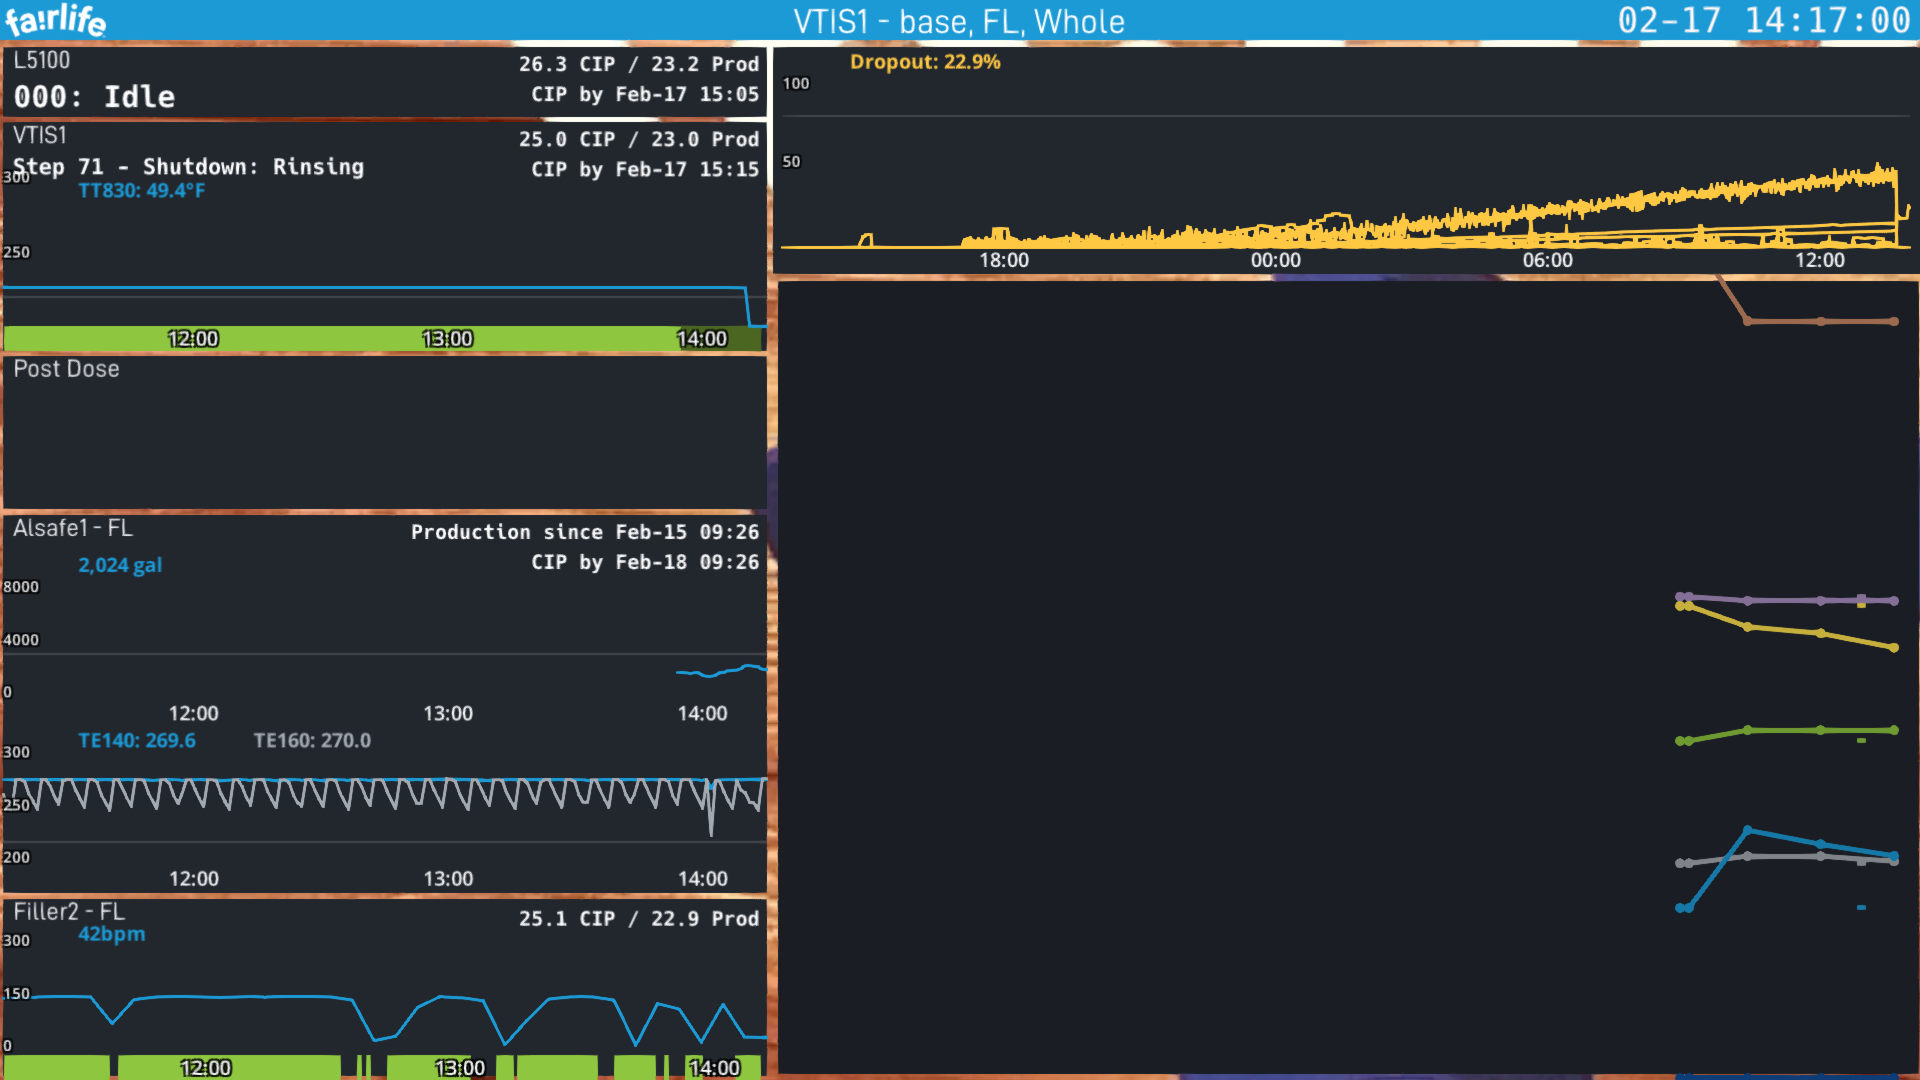 fa!rlife
VTIS1 - base, FL, Whole
02-17 14:17:00
L5100
26.3 CIP / 23.2 Prod
000: Idle
CIP by Feb-17 15:05
VTIS1
25.0 CIP / 23.0 Prod
Step 71 - Shutdown: Rinsing
CIP by Feb-17 15:15
300
TT830: 49.4°F
250
12:00
13:00
14:00
Post Dose
Alsafe1 - FL
Production since Feb-15 09:26
2,024 gal
CIP by Feb-18 09:26
8000
4000
0
12:00
13:00
14:00
TE140: 269.6
TE160: 270.0
300
250
200
12:00
13:00
14:00
Filler2 - FL
25.1 CIP / 22.9 Prod
42bpm
300
150
0
12:00
13:00
14:00
Dropout: 22.9%
100
50
18:00
00:00
06:00
12:00